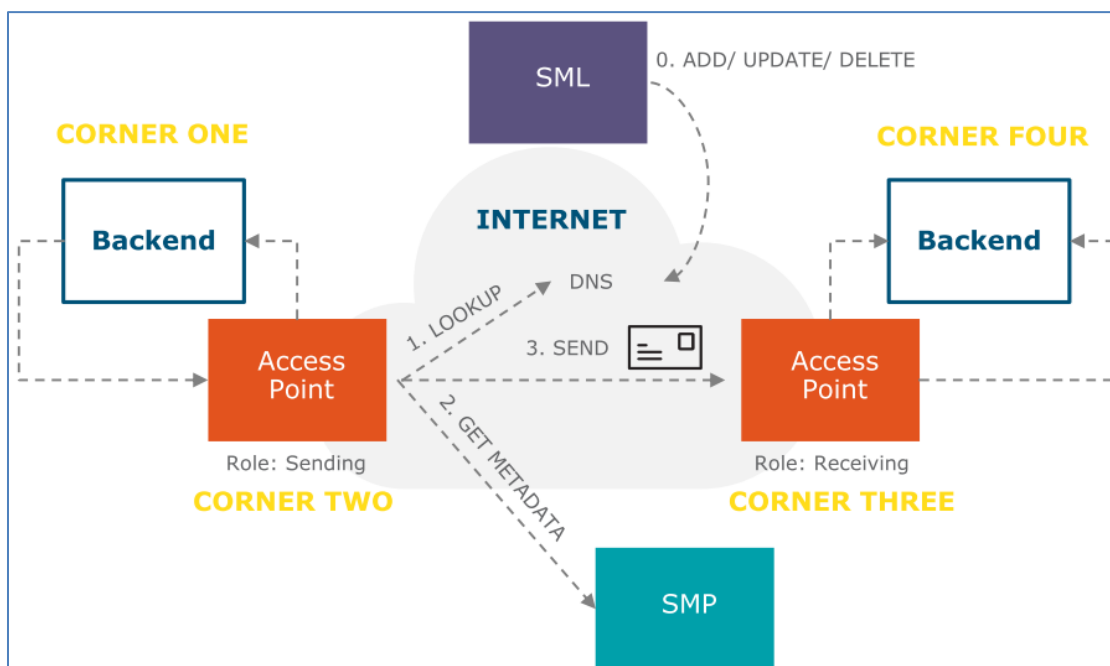 SML
0. ADD/ UPDATE/ DELETE
CORNER ONE
CORNER FOUR
Backend
INTERNET
Backend
DNS
1. LOOKUP
3. SEND
Access
Point
Access
Point
2. GET METADATA
Role: Sending
Role: Receiving
CORNER TWO
CORNER THREE
SMP